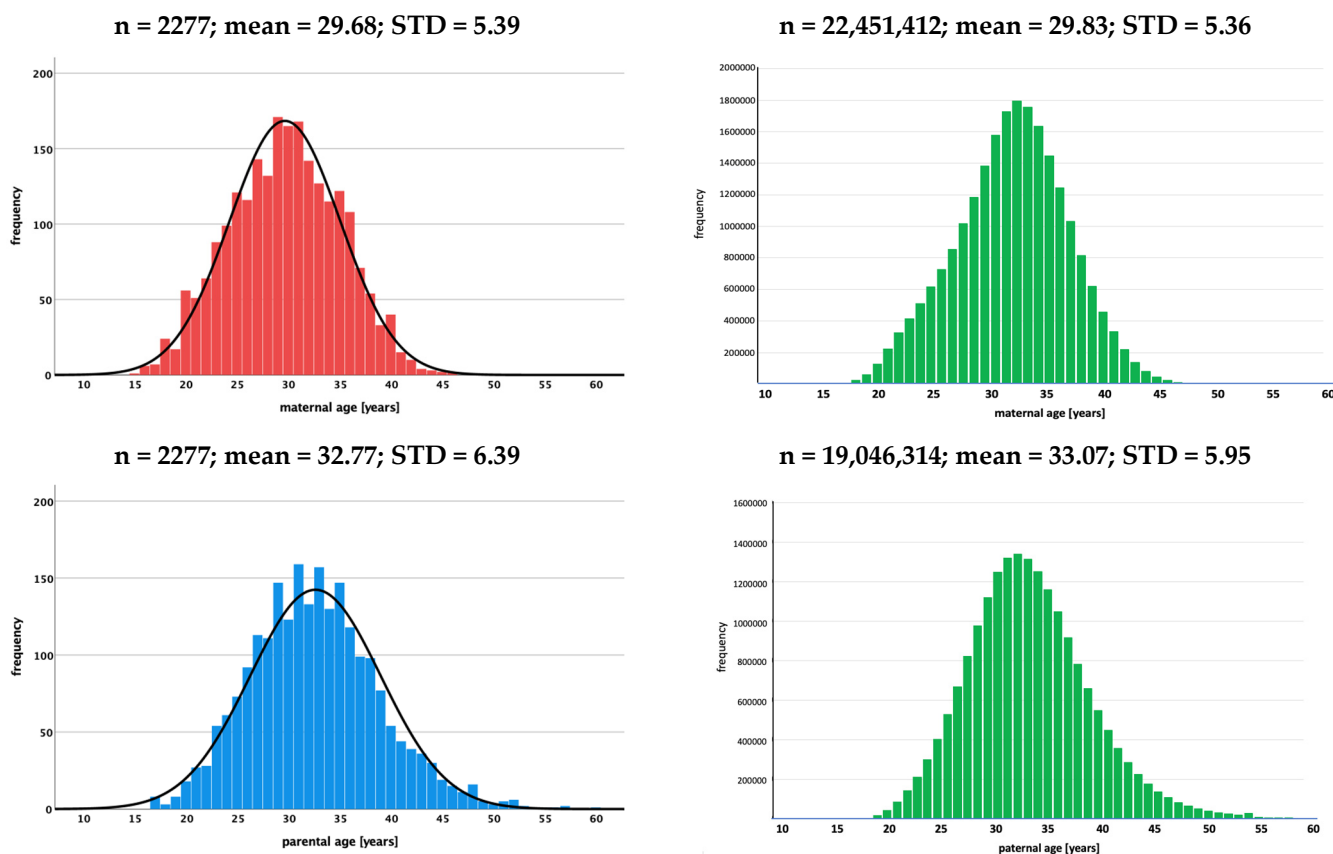 n = 2277; mean = 29.68; STD = 5.39
200
150
100
50
0
frequency
10 15 20 25 30 35 40 45 50 55 60
maternal age [years]
n = 22,451,412; mean = 29.83; STD = 5.36
2000000
1800000
1600000
1400000
1200000
1000000
800000
600000
400000
200000
frequency
10 15 20 25 30 35 40 45 50 55 60
maternal age [years]
n = 2277; mean = 32.77; STD = 6.39
200
150
100
50
0
frequency
10 15 20 25 30 35 40 45 50 55 60
parental age [years]
n = 19,046,314; mean = 33.07; STD = 5.95
1600000
1400000
1200000
1000000
800000
600000
400000
200000
frequency
10 15 20 25 30 35 40 45 50 55 60
paternal age [years]